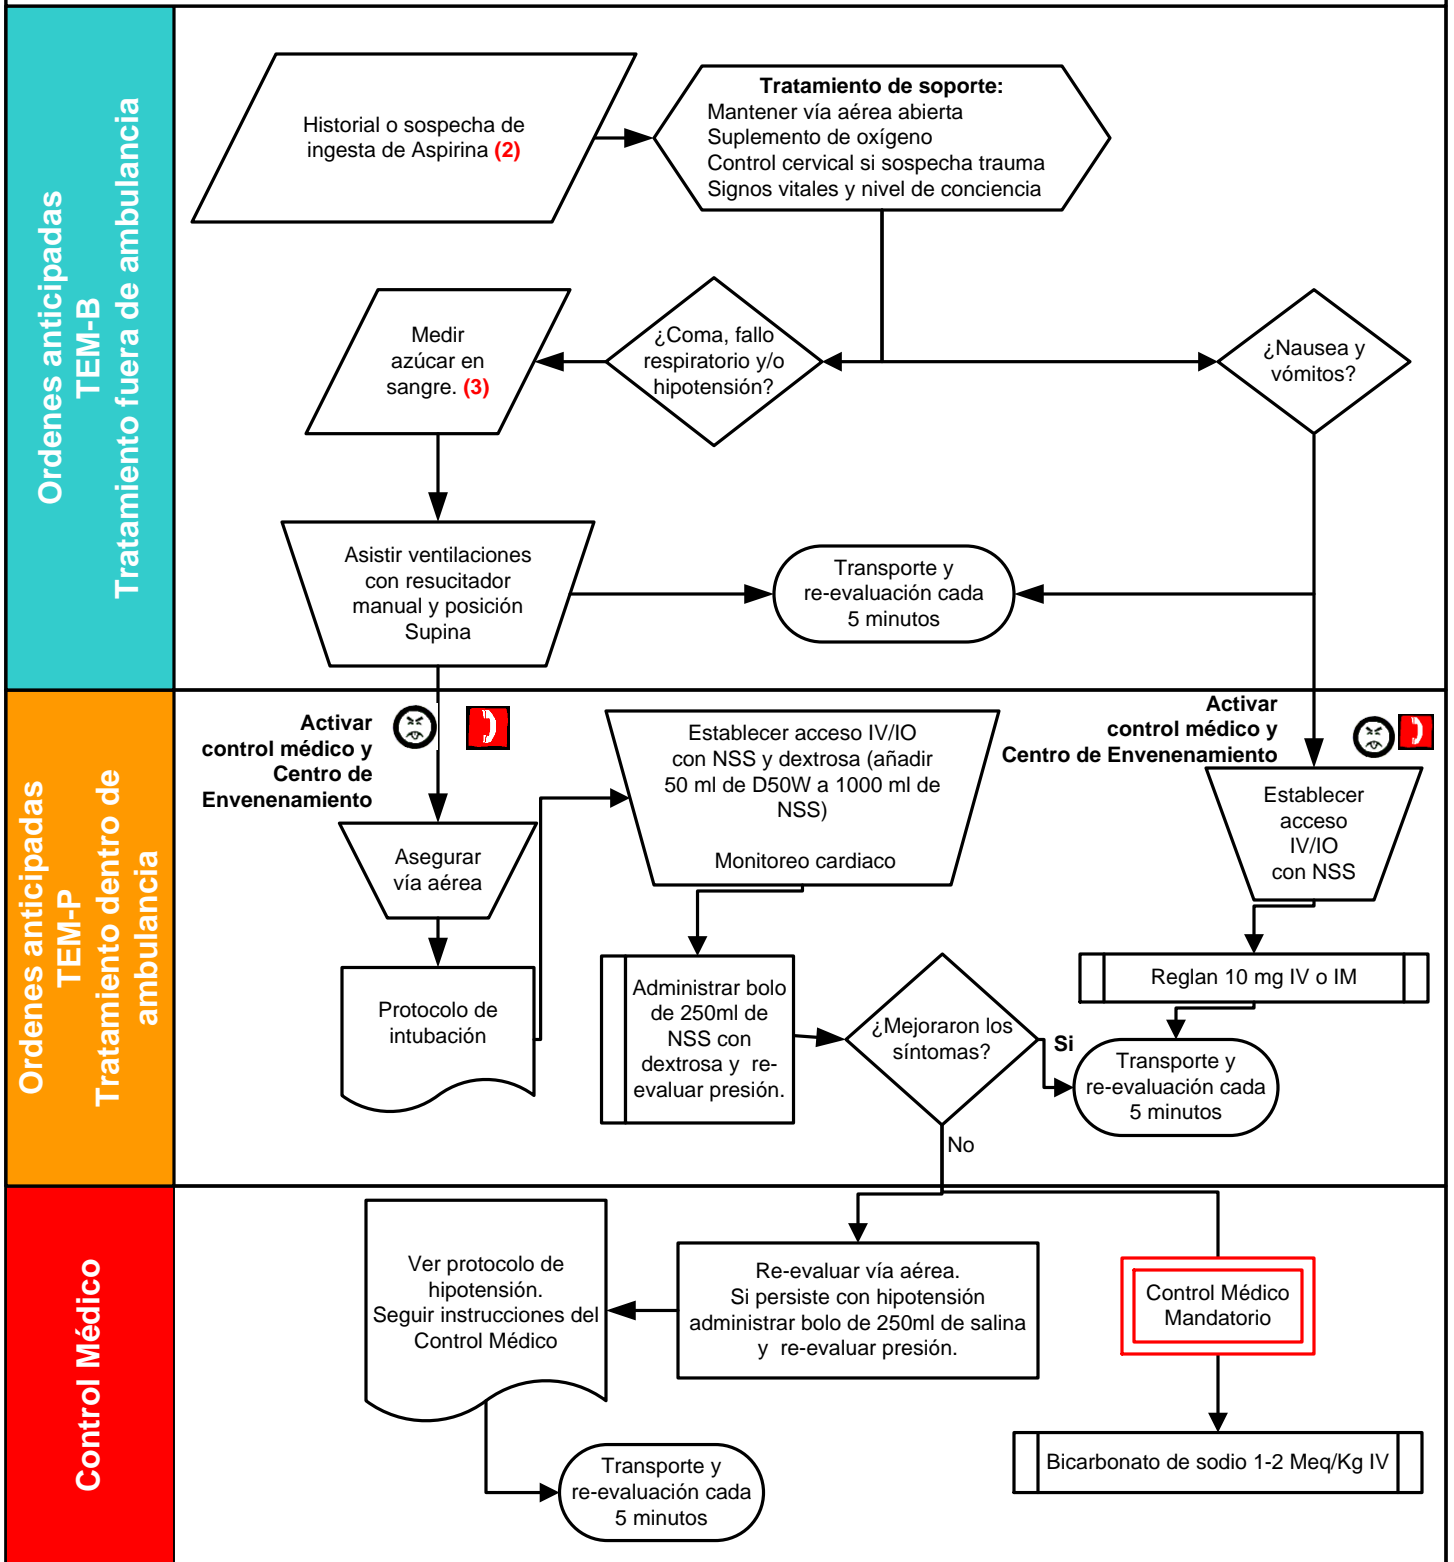 Ordenes anticipadas
TEM-B
Tratamiento fuera de ambulancia
Historial o sospecha de
ingesta de Aspirina (2)
Tratamiento de soporte:
Mantener vía aérea abierta
Suplemento de oxígeno
Control cervical si sospecha trauma
Signos vitales y nivel de conciencia
Medir
azúcar en
sangre. (3)
¿Coma, fallo
respiratorio y/o
hipotensión?
¿Nausea y
vómitos?
Asistir ventilaciones
con resucitador
manual y posición
Supina
Transporte y
re-evaluación cada
5 minutos
Ordenes anticipadas
TEM-P
Tratamiento dentro de
ambulancia
Activar
control médico y
Centro de
Envenenamiento
Establecer acceso IV/IO
con NSS y dextrosa (añadir
50 ml de D50W a 1000 ml de
NSS)
Monitoreo cardiaco
Activar
control médico y
Centro de Envenenamiento
Establecer
acceso
IV/IO
con NSS
Asegurar
vía aérea
Protocolo de
intubación
Administrar bolo
de 250ml de
NSS con
dextrosa y re-
evaluar presión.
¿Mejoraron los
síntomas?
Si
No
Reglan 10 mg IV o IM
Transporte y
re-evaluación cada
5 minutos
Control Médico
Ver protocolo de
hipotensión.
Seguir instrucciones del
Control Médico
Re-evaluar vía aérea.
Si persiste con hipotensión
administrar bolo de 250ml de salina
y re-evaluar presión.
Control Médico
Mandatorio
Transporte y
re-evaluación cada
5 minutos
Bicarbonato de sodio 1-2 Meq/Kg IV